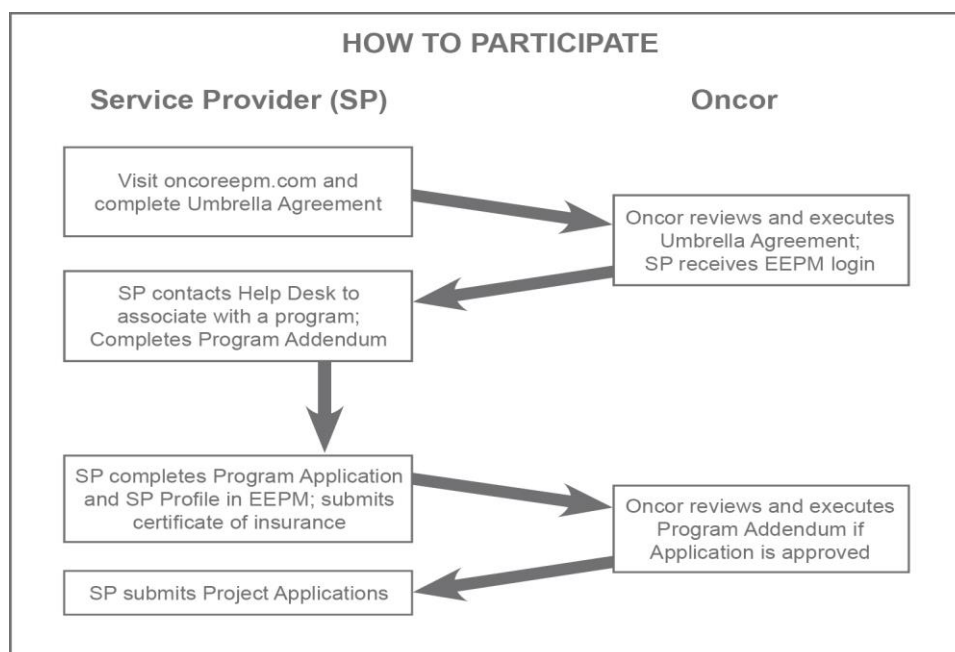 HOW TO PARTICIPATE
Service Provider (SP)
Oncor
Visit oncoreepm.com and
complete Umbrella Agreement
Oncor reviews and executes
Umbrella Agreement;
SP receives EEPM login
SP contacts Help Desk to
associate with a program;
Completes Program Addendum
SP completes Program Application
and SP Profile in EEPM; submits
certificate of insurance
Oncor reviews and executes
Program Addendum if
Application is approved
SP submits Project Applications